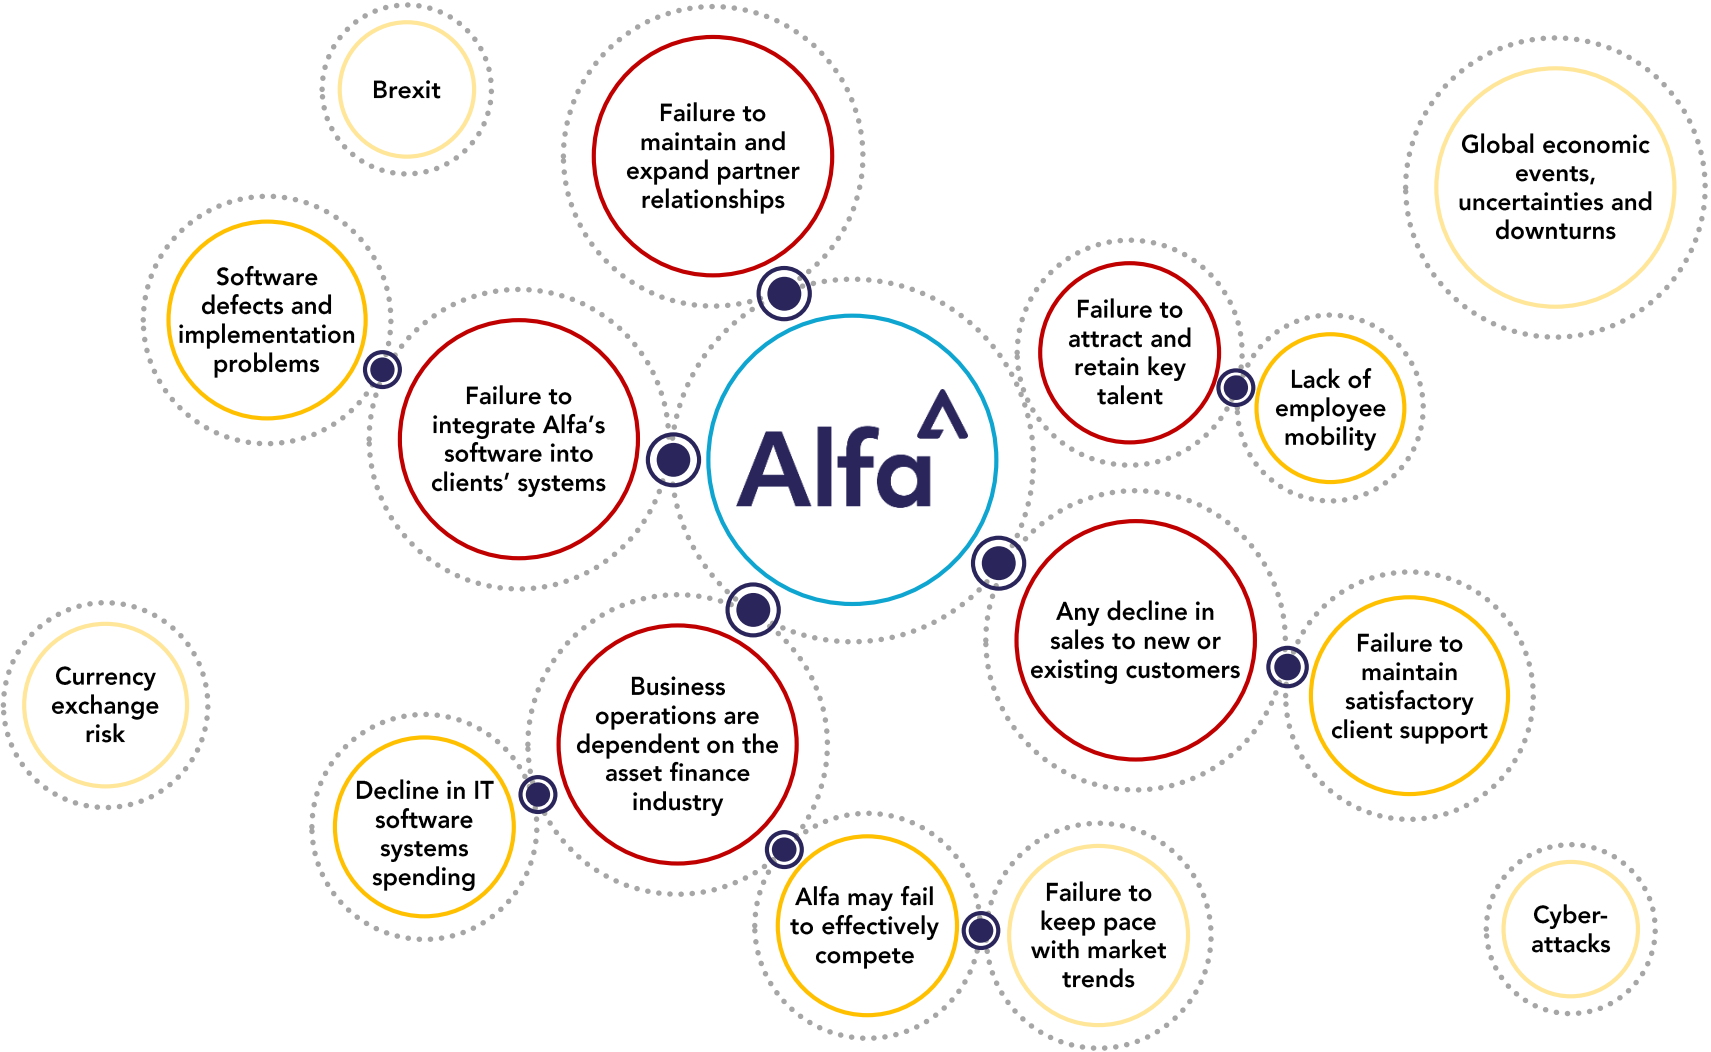 Brexit
Failure to
maintain and
expand partner
relationships
Global economic
events,
uncertainties and
downturns
Software
defects and
implementation
problems
Failure to
integrate Alfa’s
software into
clients’ systems
Alfa
Failure to
attract and
retain key
talent
Lack of
employee
mobility
Any decline in
sales to new or
existing customers
Failure to
maintain
satisfactory
client support
Currency
exchange
risk
Business
operations are
dependent on the
asset finance
industry
Decline in IT
software
systems
spending
Alfa may fail
to effectively
compete
Failure to
keep pace
with market
trends
Cyber-
attacks